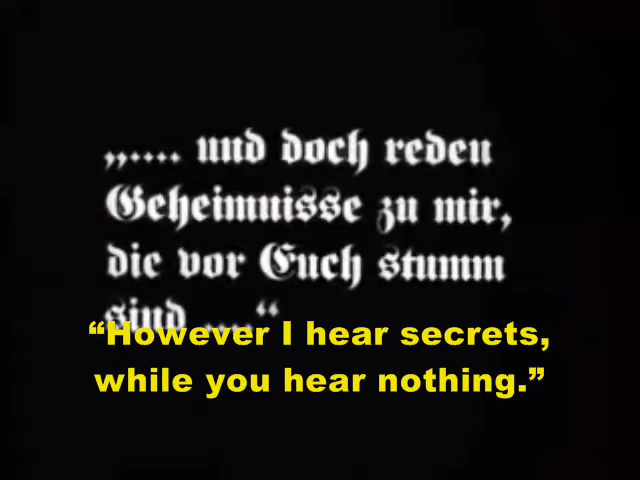 „.... und doch reden
Geheimnisse zu mir,
die vor Euch stumm
sind ....“
“However I hear secrets,
while you hear nothing.”